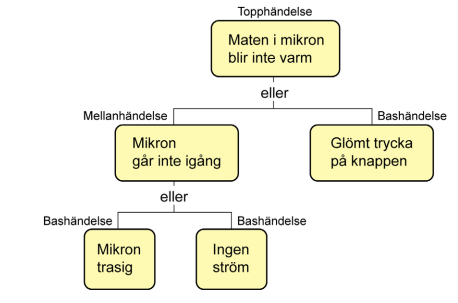 Topphändelse
Maten i mikron
blir inte varm
eller
Mellanhändelse
Bashändelse
Mikron
går inte igång
Glömt trycka
på knappen
eller
Bashändelse
Bashändelse
Mikron
trasig
Ingen
ström